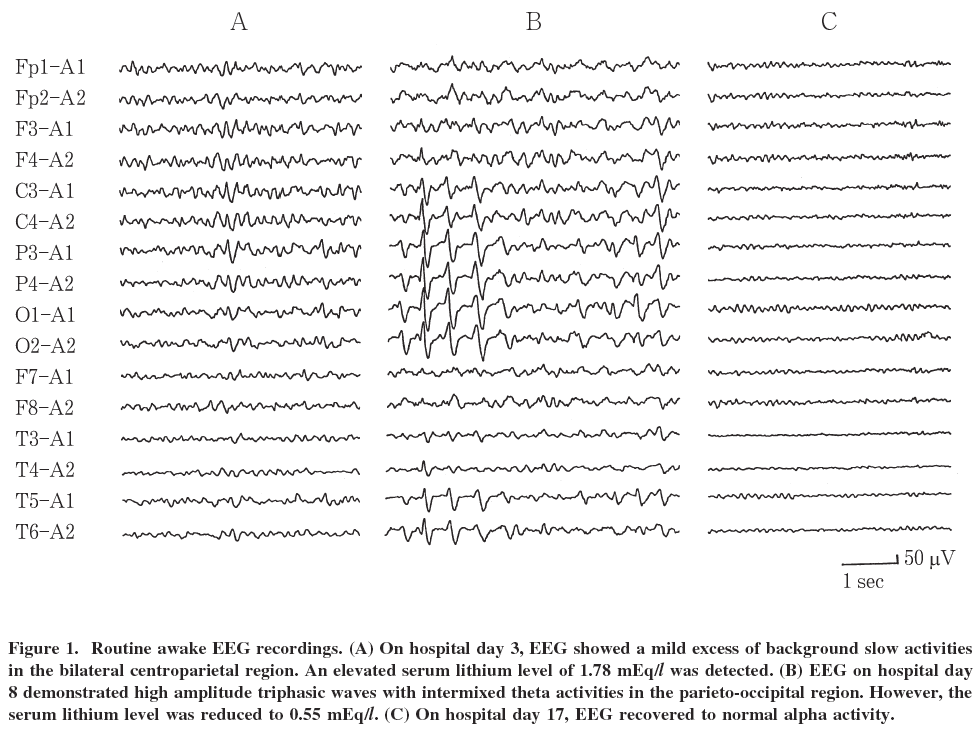 A B C
Fp1-A1
Fp2-A2
F3-A1
F4-A2
C3-A1
C4-A2
P3-A1
P4-A2
O1-A1
O2-A2
F7-A1
F8-A2
T3-A1
T4-A2
T5-A1
T6-A2
50 μV
1 sec
Figure 1. Routine awake EEG recordings. (A) On hospital day 3, EEG showed a mild excess of background slow activities
in the bilateral centroparietal region. An elevated serum lithium level of 1.78 mEq/l was detected. (B) EEG on hospital day
8 demonstrated high amplitude triphasic waves with intermixed theta activities in the parieto-occipital region. However, the
serum lithium level was reduced to 0.55 mEq/l. (C) On hospital day 17, EEG recovered to normal alpha activity.